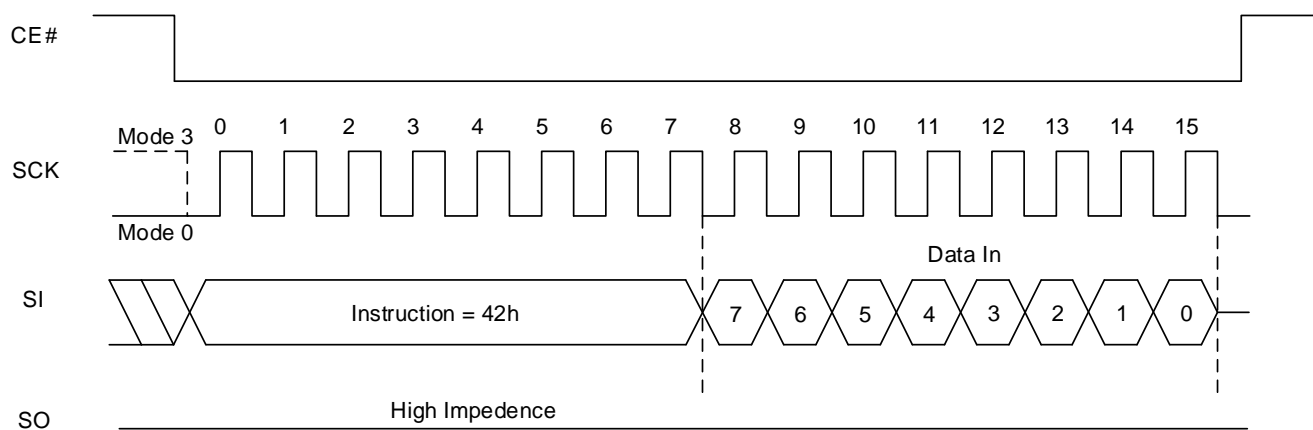 CE#
Mode 3
0 1 2 3 4 5 6 7 8 9 10 11 12 13 14 15
SCK
Mode 0
Data In
SI
Instruction = 42h
7 6 5 4 3 2 1 0
High Impedence
SO